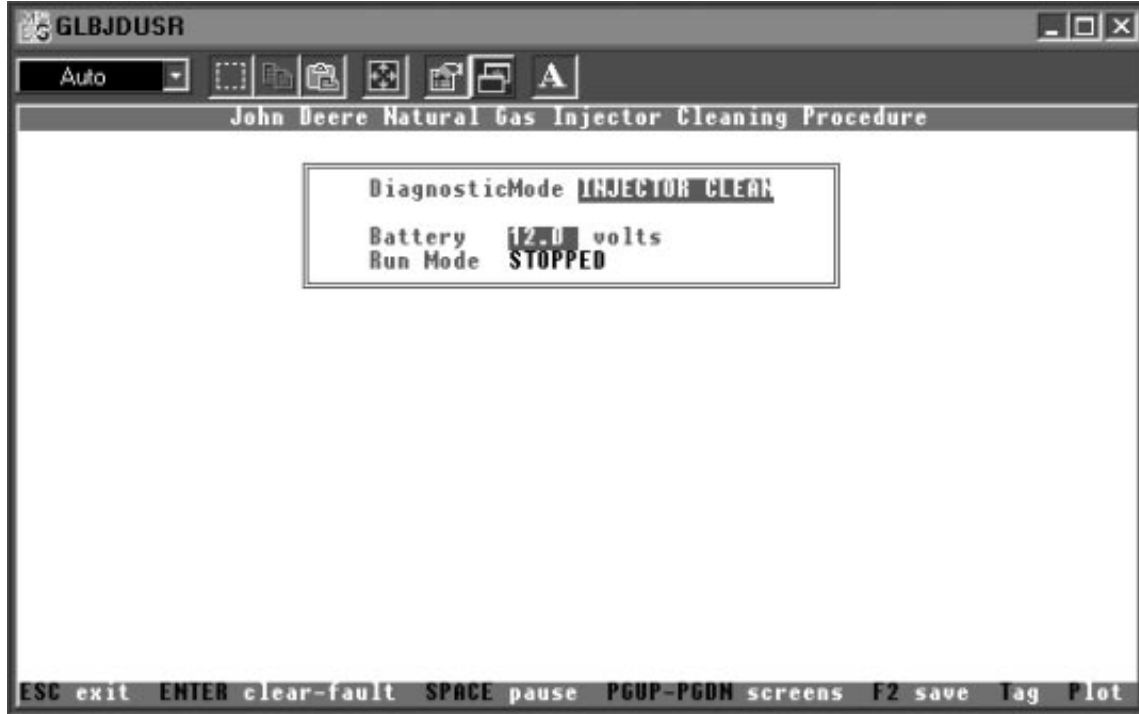 GLBJDUSR
Auto
A
John Deere Natural Gas Injector Cleaning Procedure
DiagnosticMode INJECTOR CLEAN
Battery 12.0 volts
Run Mode STOPPED
ESC exit ENTER clear-fault SPACE pause PGUP-PGDN screens F2 save Tag Plot